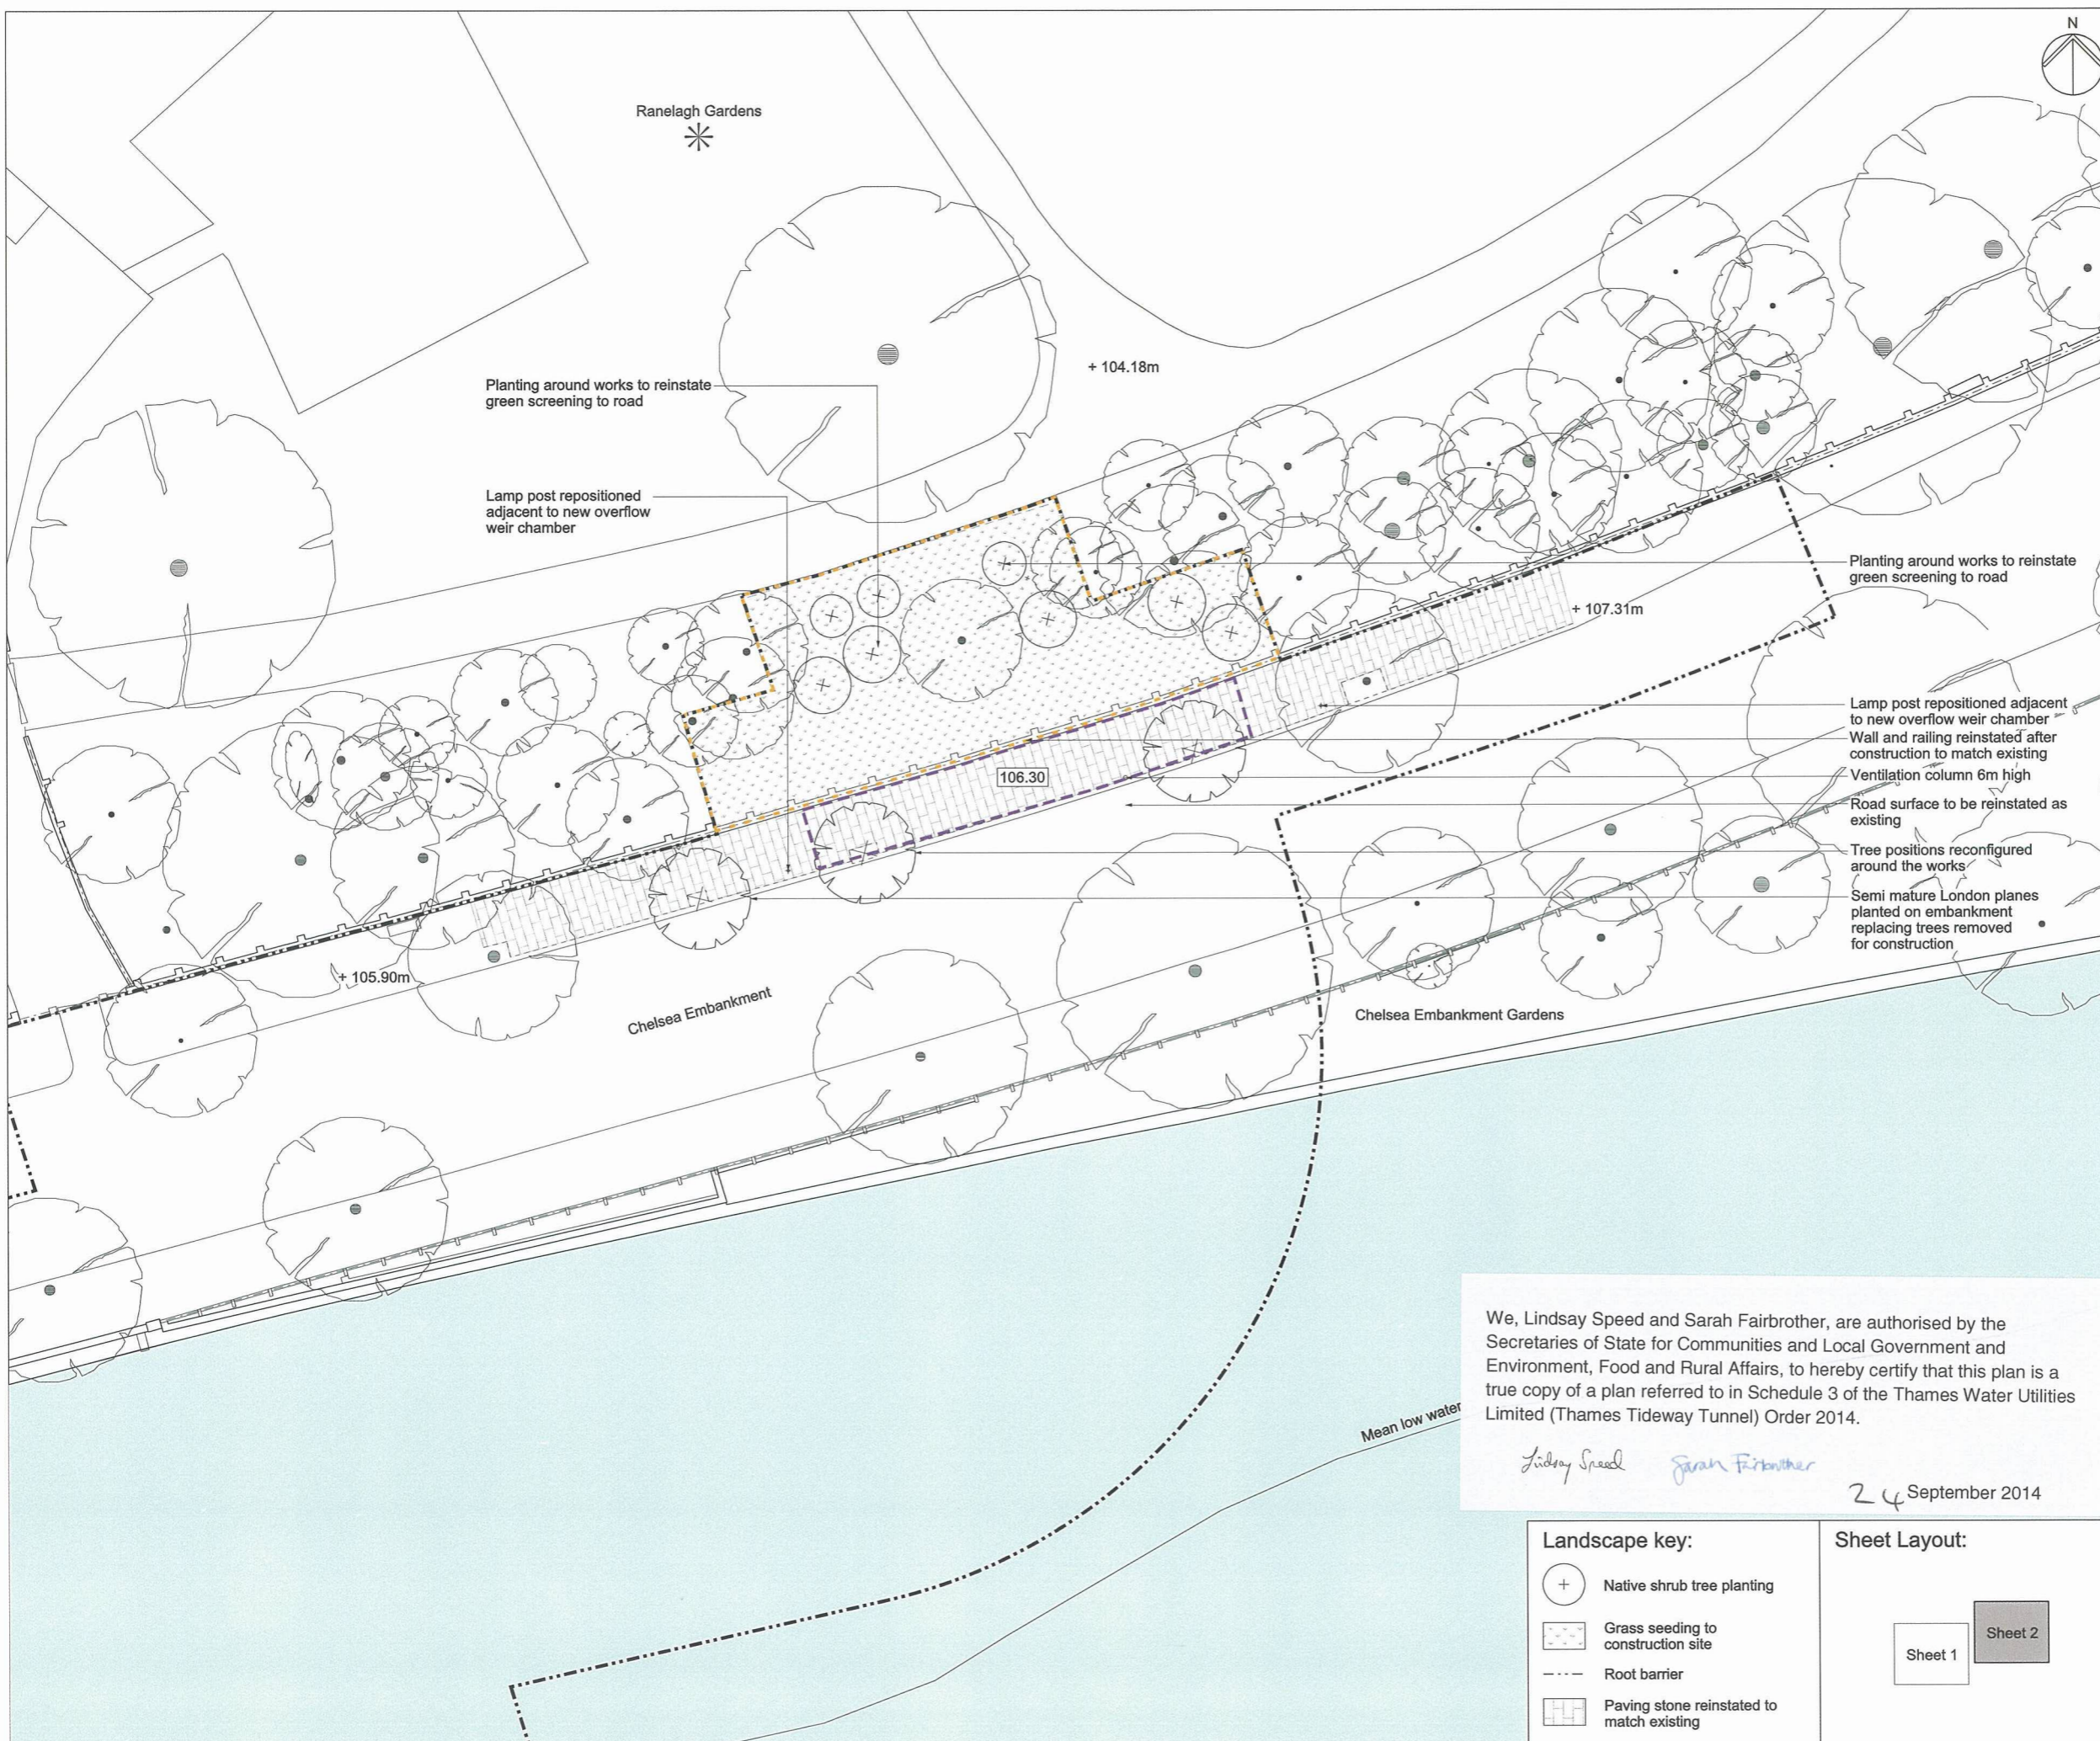 N
Ranelagh Gardens
+ 104.18m
Planting around works to reinstate
green screening to road
Lamp post repositioned
adjacent to new overflow
weir chamber
Planting around works to reinstate
green screening to road
+ 107.31m
Lamp post repositioned adjacent
to new overflow weir chamber
Wall and railing reinstated after
construction to match existing
106.30
Ventilation column 6m high
Road surface to be reinstated as
existing
Tree positions reconfigured
around the works
Semi mature London planes
planted on embankment
replacing trees removed
for construction
+ 105.90m
Chelsea Embankment
Chelsea Embankment Gardens
We, Lindsay Speed and Sarah Fairbrother, are authorised by the
Secretaries of State for Communities and Local Government and
Environment, Food and Rural Affairs, to hereby certify that this plan is a
true copy of a plan referred to in Schedule 3 of the Thames Water Utilities
Limited (Thames Tideway Tunnel) Order 2014.
Mean low water
Lindsay Speed Sarah Fairbrother
24 September 2014
Landscape key:
Native shrub tree planting
Grass seeding to
construction site
Root barrier
Paving stone reinstated to
match existing
Sheet Layout:
Sheet 1
Sheet 2